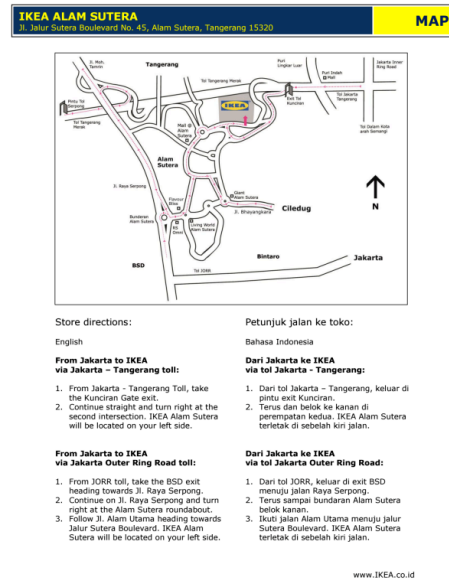 IKEA ALAM SUTERA
Jl. Jalur Sutera Boulevard No. 45, Alam Sutera, Tangerang 15320
MAP
Jl. Moh.
Tamrin
Tangerang
Puri
Lingkar Luar
Jakarta Inner
Ring Road
Puri Indah
Mall
Tol Tangerang Merak
Pintu Tol
Serpong
IKEA
Exit Tol
Kunciran
Tol Jakarta
Tangerang
Tol Tangerang
Merak
Mall @
Alam
Sutera
Tol Dalam Kota
arah Semanggi
Alam
Sutera
Jl. Raya Serpong
Flavour
Bliss
Giant
Alam Sutera
Jl. Bhayangkara
Ciledug
N
Bunderan
Alam Sutera
RS
Omni
Living World
Alam Sutera
Bintaro
Jakarta
BSD
Tol JORR
Store directions:
English
From Jakarta to IKEA
via Jakarta – Tangerang toll:
1. From Jakarta - Tangerang Toll, take
the Kunciran Gate exit.
2. Continue straight and turn right at the
second intersection. IKEA Alam Sutera
will be located on your left side.
From Jakarta to IKEA
via Jakarta Outer Ring Road toll:
1. From JORR toll, take the BSD exit
heading towards Jl. Raya Serpong.
2. Continue on Jl. Raya Serpong and turn
right at the Alam Sutera roundabout.
3. Follow Jl. Alam Utama heading towards
Jalur Sutera Boulevard. IKEA Alam
Sutera will be located on your left side.
Petunjuk jalan ke toko:
Bahasa Indonesia
Dari Jakarta ke IKEA
via tol Jakarta - Tangerang:
1. Dari tol Jakarta – Tangerang, keluar di
pintu exit Kunciran.
2. Terus dan belok ke kanan di
perempatan kedua. IKEA Alam Sutera
terletak di sebelah kiri jalan.
Dari Jakarta ke IKEA
via tol Jakarta Outer Ring Road:
1. Dari tol JORR, keluar di exit BSD
menuju jalan Raya Serpong.
2. Terus sampai bundaran Alam Sutera
belok kanan.
3. Ikuti jalan Alam Utama menuju jalur
Sutera Boulevard. IKEA Alam Sutera
terletak di sebelah kiri jalan.
www.IKEA.co.id